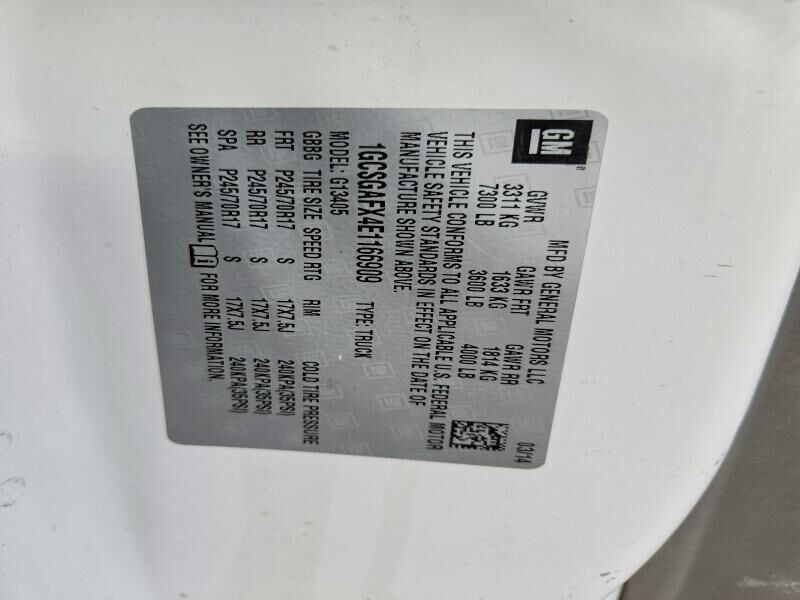 GM
MFD BY GENERAL MOTORS LLC 03/14
GVWR GAWR FRT GAWR RR
3311 KG 1633 KG 1814 KG
7300 LB 3600 LB 4000 LB
THIS VEHICLE CONFORMS TO ALL APPLICABLE U.S. FEDERAL MOTOR
VEHICLE SAFETY STANDARDS IN EFFECT ON THE DATE OF
MANUFACTURE SHOWN ABOVE.
1GCSGAFX4E1166909 TYPE: TRUCK
MODEL: G13405
GBBG TIRE SIZE SPEED RTG RIM COLD TIRE PRESSURE
FRT P245/70R17 S 17X7.5J 240KPA(35PSI)
RR P245/70R17 S 17X7.5J 240KPA(35PSI)
SPA P245/70R17 S 17X7.5J 240KPA(35PSI)
SEE OWNER'S MANUAL FOR MORE INFORMATION.